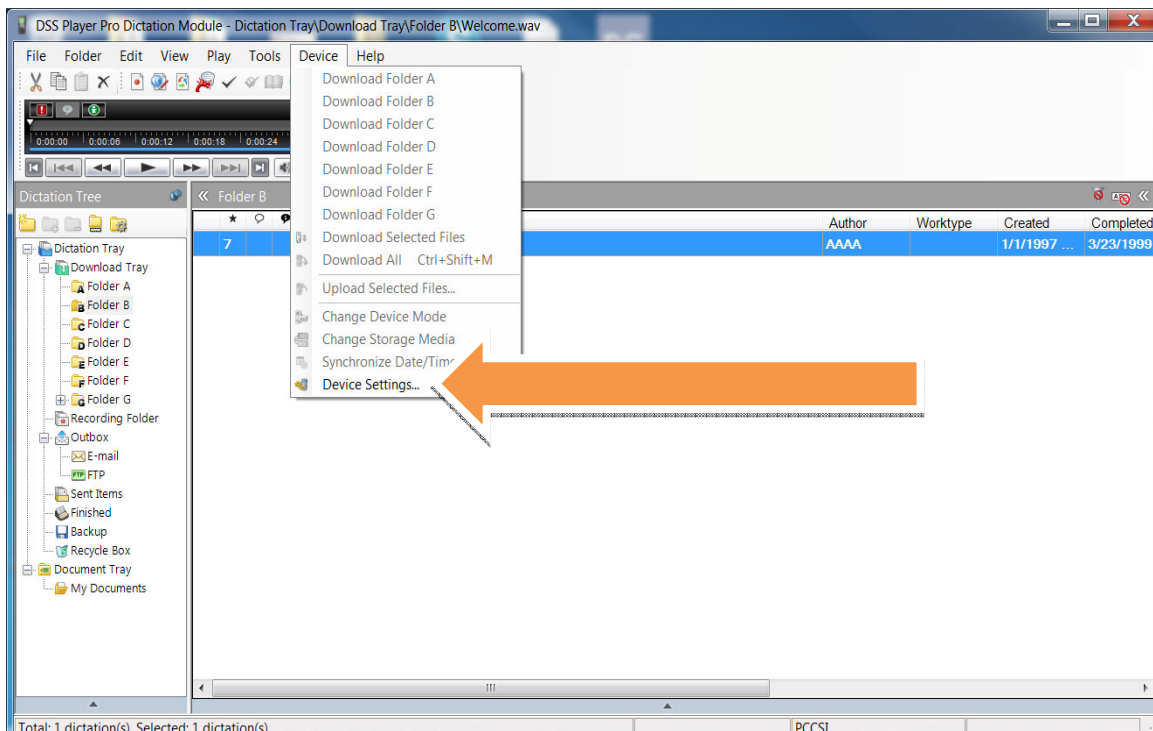 DSS Player Pro Dictation Module - Dictation Tray\Download Tray\Folder B\Welcome.wav
File Folder Edit View Play Tools Device Help
0:00:00 0:00:06 0:00:12 0:00:18 0:00:24
Download Folder A
Download Folder B
Download Folder C
Download Folder D
Download Folder E
Download Folder F
Download Folder G
Download Selected Files
Download All Ctrl+Shift+M
Upload Selected Files...
Change Device Mode
Change Storage Media
Synchronize Date/Time
Device Settings...
Dictation Tree
Dictation Tray
Download Tray
A Folder A
B Folder B
C Folder C
D Folder D
E Folder E
F Folder F
G Folder G
Recording Folder
Outbox
E-mail
FTP FTP
Sent Items
Finished
Backup
Recycle Box
Document Tray
My Documents
Folder B
Author Worktype Created Completed
7 AAAA 1/1/1997 ... 3/23/1999
Total: 1 dictation(s) Selected: 1 dictation(s) PCCSI